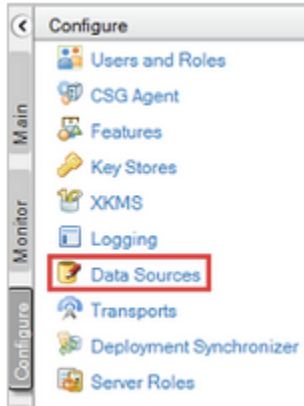 Configure
Users and Roles
CSG Agent
Features
Key Stores
XKMS
Logging
Data Sources
Transports
Deployment Synchronizer
Server Roles
Main
Monitor
Configure